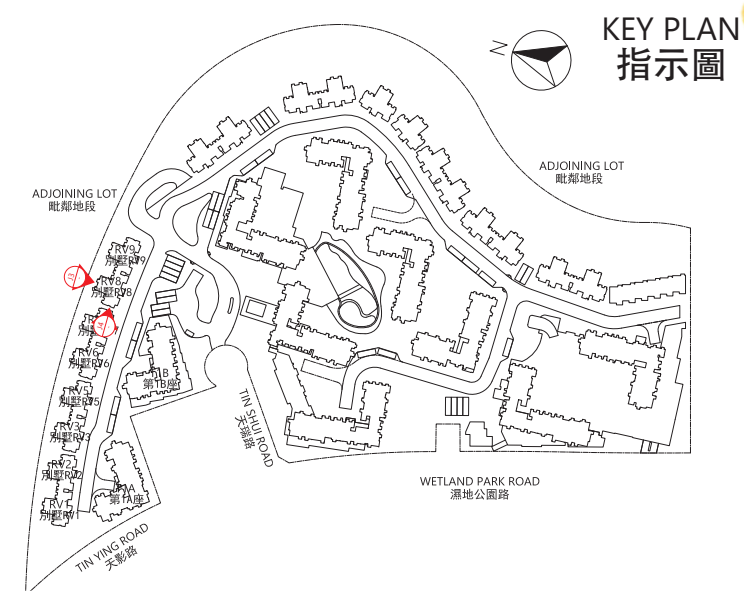 KEY PLAN
指示圖
N
ADJOINING LOT
毗鄰地段
ADJOINING LOT
毗鄰地段
RV9
別墅RV9
RV8
別墅RV8
RV6
別墅RV6
RV5
別墅RV5
RV3
別墅RV3
RV2
別墅RV2
RV1
別墅RV1
T1B
第1B座
T1A
第1A座
TIN SHUI ROAD
天瑞路
WETLAND PARK ROAD
濕地公園路
TIN YING ROAD
天影路